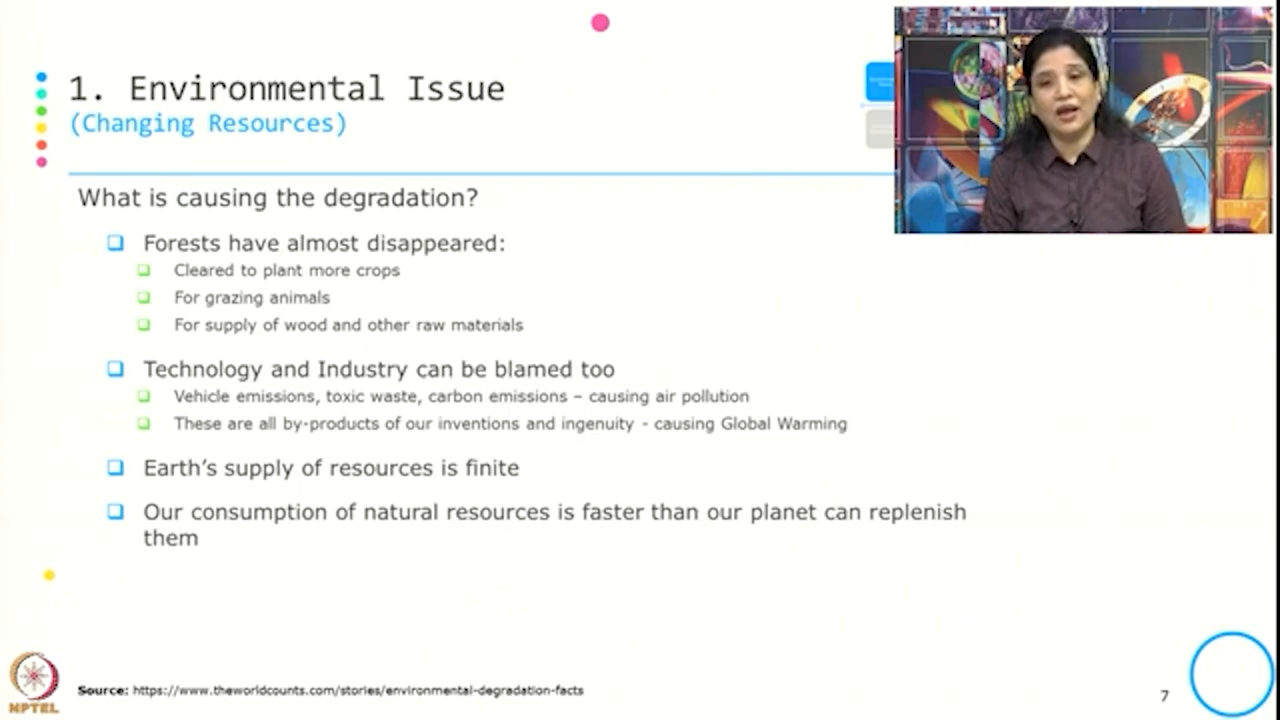 1. Environmental Issue
(Changing Resources)
What is causing the degradation?
Forests have almost disappeared:
Cleared to plant more crops
For grazing animals
For supply of wood and other raw materials
Technology and Industry can be blamed too
Vehicle emissions, toxic waste, carbon emissions – causing air pollution
These are all by-products of our inventions and ingenuity - causing Global Warming
Earth's supply of resources is finite
Our consumption of natural resources is faster than our planet can replenish
them
NPTEL
Source: https://www.theworldcounts.com/stories/environmental-degradation-facts
7